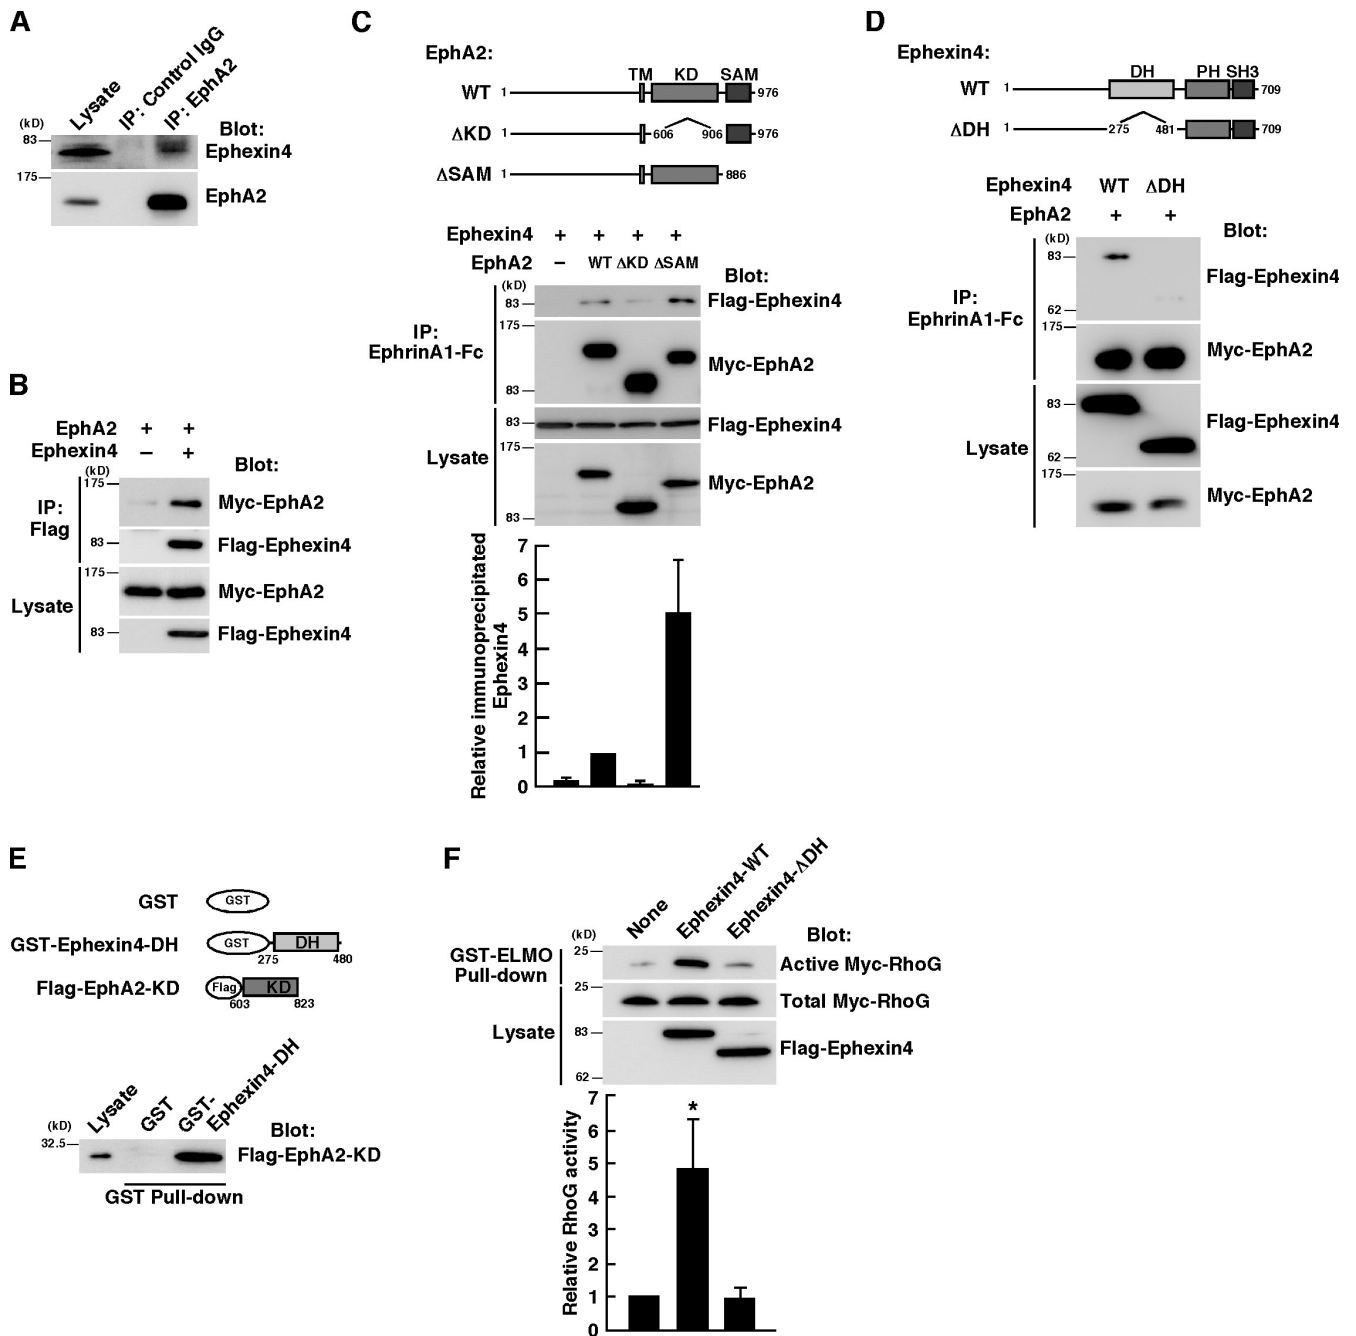 A
Lysate
IP: Control IgG
IP: EphA2
(kD)
Blot:
83
Ephexin4
175
EphA2
B
EphA2 + +
Ephexin4 – +
(kD)
Blot:
IP: Flag
175
Myc-EphA2
83
Flag-Ephexin4
Lysate
175
Myc-EphA2
83
Flag-Ephexin4
C
EphA2:
TM KD SAM
WT 1 976
ΔKD 1 606 906 976
ΔSAM 1 886
Ephexin4 + + + +
EphA2 – WT ΔKD ΔSAM
(kD)
Blot:
IP:
EphrinA1-Fc
83
Flag-Ephexin4
175
Myc-EphA2
83
Lysate
83
Flag-Ephexin4
175
Myc-EphA2
83
Relative immunoprecipitated
Ephexin4
7
6
5
4
3
2
1
0
D
Ephexin4:
DH PH SH3
WT 1 709
ΔDH 1 275 481 709
Ephexin4 WT ΔDH
EphA2 + +
(kD)
Blot:
IP:
EphrinA1-Fc
83
Flag-Ephexin4
62
175
Myc-EphA2
Lysate
83
Flag-Ephexin4
62
175
Myc-EphA2
E
GST GST
GST-Ephexin4-DH GST DH
275 480
Flag-EphA2-KD Flag KD
603 823
Lysate
GST
GST-
Ephexin4-DH
(kD)
Blot:
32.5
Flag-EphA2-KD
GST Pull-down
F
None
Ephexin4-WT
Ephexin4-ΔDH
(kD)
Blot:
GST-ELMO
Pull-down
25
Active Myc-RhoG
Lysate
25
Total Myc-RhoG
83
Flag-Ephexin4
62
Relative RhoG activity
7
6
5
4
3
2
1
0
*